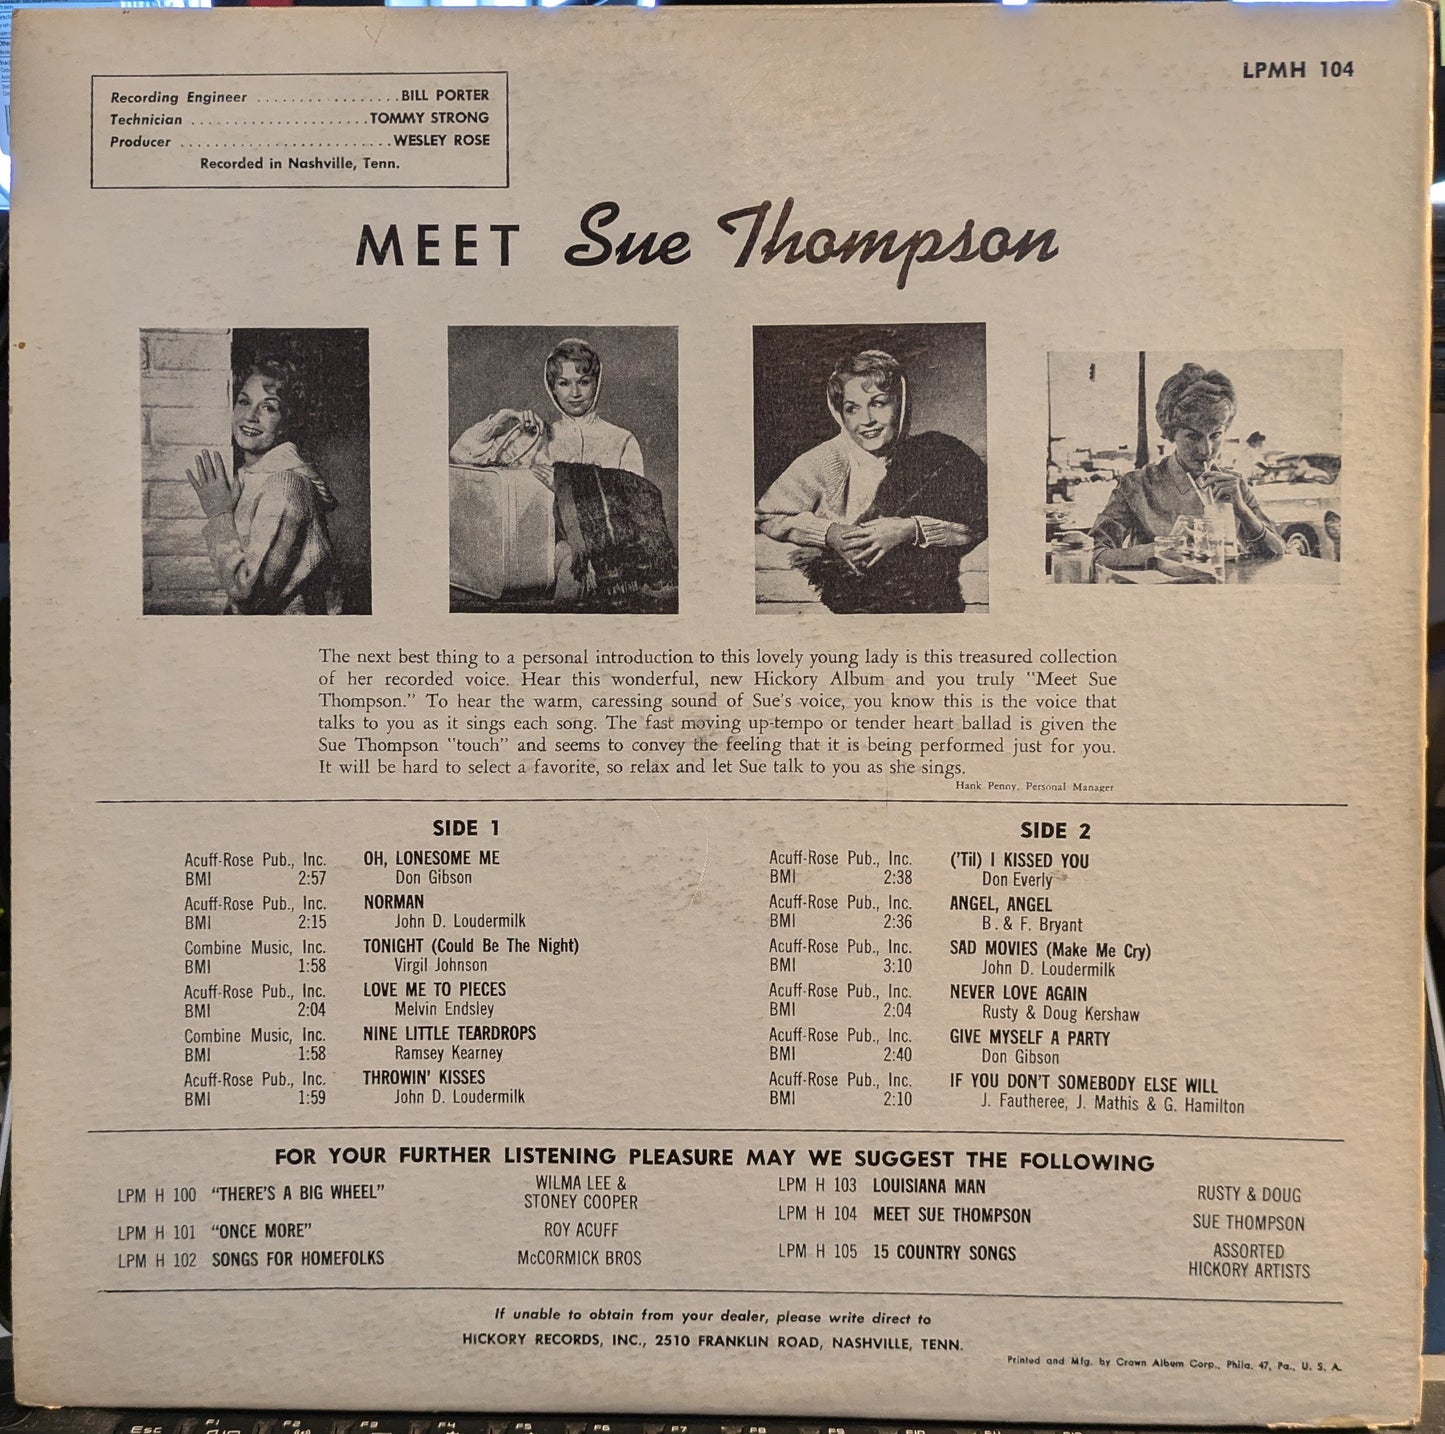 LPMH 104
Recording Engineer ................BILL PORTER
Technician .....................TOMMY STRONG
Producer .........................WESLEY ROSE
Recorded in Nashville, Tenn.
MEET Sue Thompson
The next best thing to a personal introduction to this lovely young lady is this treasured collection
of her recorded voice. Hear this wonderful, new Hickory Album and you truly "Meet Sue
Thompson." To hear the warm, caressing sound of Sue's voice, you know this is the voice that
talks to you as it sings each song. The fast moving up-tempo or tender heart ballad is given the
Sue Thompson "touch" and seems to convey the feeling that it is being performed just for you.
It will be hard to select a favorite, so relax and let Sue talk to you as she sings.
Hank Penny, Personal Manager
SIDE 1
Acuff-Rose Pub., Inc. OH, LONESOME ME
BMI 2:57 Don Gibson
Acuff-Rose Pub., Inc. NORMAN
BMI 2:15 John D. Loudermilk
Combine Music, Inc. TONIGHT (Could Be The Night)
BMI 1:58 Virgil Johnson
Acuff-Rose Pub., Inc. LOVE ME TO PIECES
BMI 2:04 Melvin Endsley
Combine Music, Inc. NINE LITTLE TEARDROPS
BMI 1:58 Ramsey Kearney
Acuff-Rose Pub., Inc. THROWIN' KISSES
BMI 1:59 John D. Loudermilk
SIDE 2
Acuff-Rose Pub., Inc. ('Til) I KISSED YOU
BMI 2:38 Don Everly
Acuff-Rose Pub., Inc. ANGEL, ANGEL
BMI 2:36 B. & F. Bryant
Acuff-Rose Pub., Inc. SAD MOVIES (Make Me Cry)
BMI 3:10 John D. Loudermilk
Acuff-Rose Pub., Inc. NEVER LOVE AGAIN
BMI 2:04 Rusty & Doug Kershaw
Acuff-Rose Pub., Inc. GIVE MYSELF A PARTY
BMI 2:40 Don Gibson
Acuff-Rose Pub., Inc. IF YOU DON'T SOMEBODY ELSE WILL
BMI 2:10 J. Fautheree, J. Mathis & G. Hamilton
FOR YOUR FURTHER LISTENING PLEASURE MAY WE SUGGEST THE FOLLOWING
LPM H 100 "THERE'S A BIG WHEEL" WILMA LEE &
STONEY COOPER
LPM H 101 "ONCE MORE" ROY ACUFF
LPM H 102 SONGS FOR HOMEFOLKS McCORMICK BROS
LPM H 103 LOUISIANA MAN RUSTY & DOUG
LPM H 104 MEET SUE THOMPSON SUE THOMPSON
LPM H 105 15 COUNTRY SONGS ASSORTED
HICKORY ARTISTS
If unable to obtain from your dealer, please write direct to
HICKORY RECORDS, INC., 2510 FRANKLIN ROAD, NASHVILLE, TENN.
Printed and Mfg. by Crown Album Corp., Phila. 47, Pa., U. S. A.
Esc F1 F2 F3 F4 F5 F6 F7 F8 F9 F10